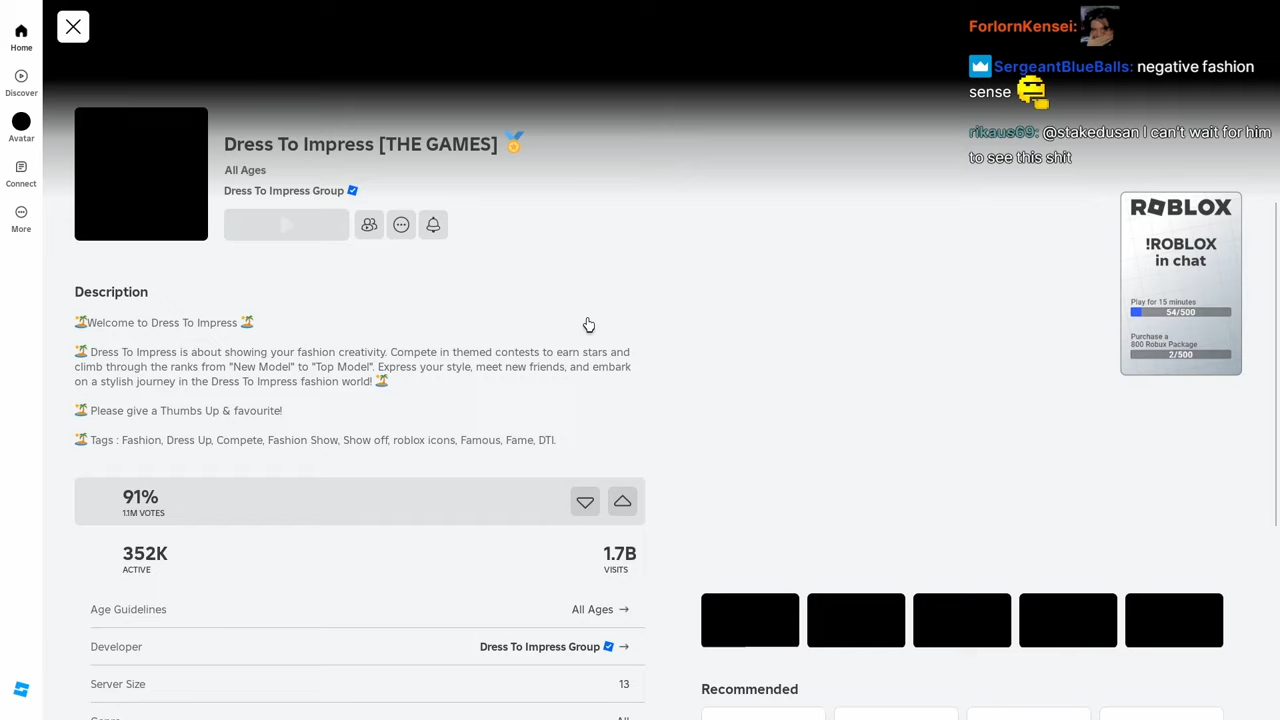 Home
Discover
Avatar
Connect
More
Dress To Impress [THE GAMES] 🏅
All Ages
Dress To Impress Group
Description
🏝️Welcome to Dress To Impress 🏝️
🏝️ Dress To Impress is about showing your fashion creativity. Compete in themed contests to earn stars and
climb through the ranks from "New Model" to "Top Model". Express your style, meet new friends, and embark
on a stylish journey in the Dress To Impress fashion world! 🏝️
🏝️ Please give a Thumbs Up & favourite!
🏝️ Tags : Fashion, Dress Up, Compete, Fashion Show, Show off, roblox icons, Famous, Fame, DTI.
91%
1.1M VOTES
352K
ACTIVE
1.7B
VISITS
Age Guidelines
All Ages →
Developer
Dress To Impress Group →
Server Size
13
ForlornKensei:
SergeantBlueBalls: negative fashion
sense
rikaus69: @stakedusan I can't wait for him
to see this shit
ROBLOX
!ROBLOX
in chat
Play for 15 minutes
54/500
Purchase a
800 Robux Package
2/500
Recommended